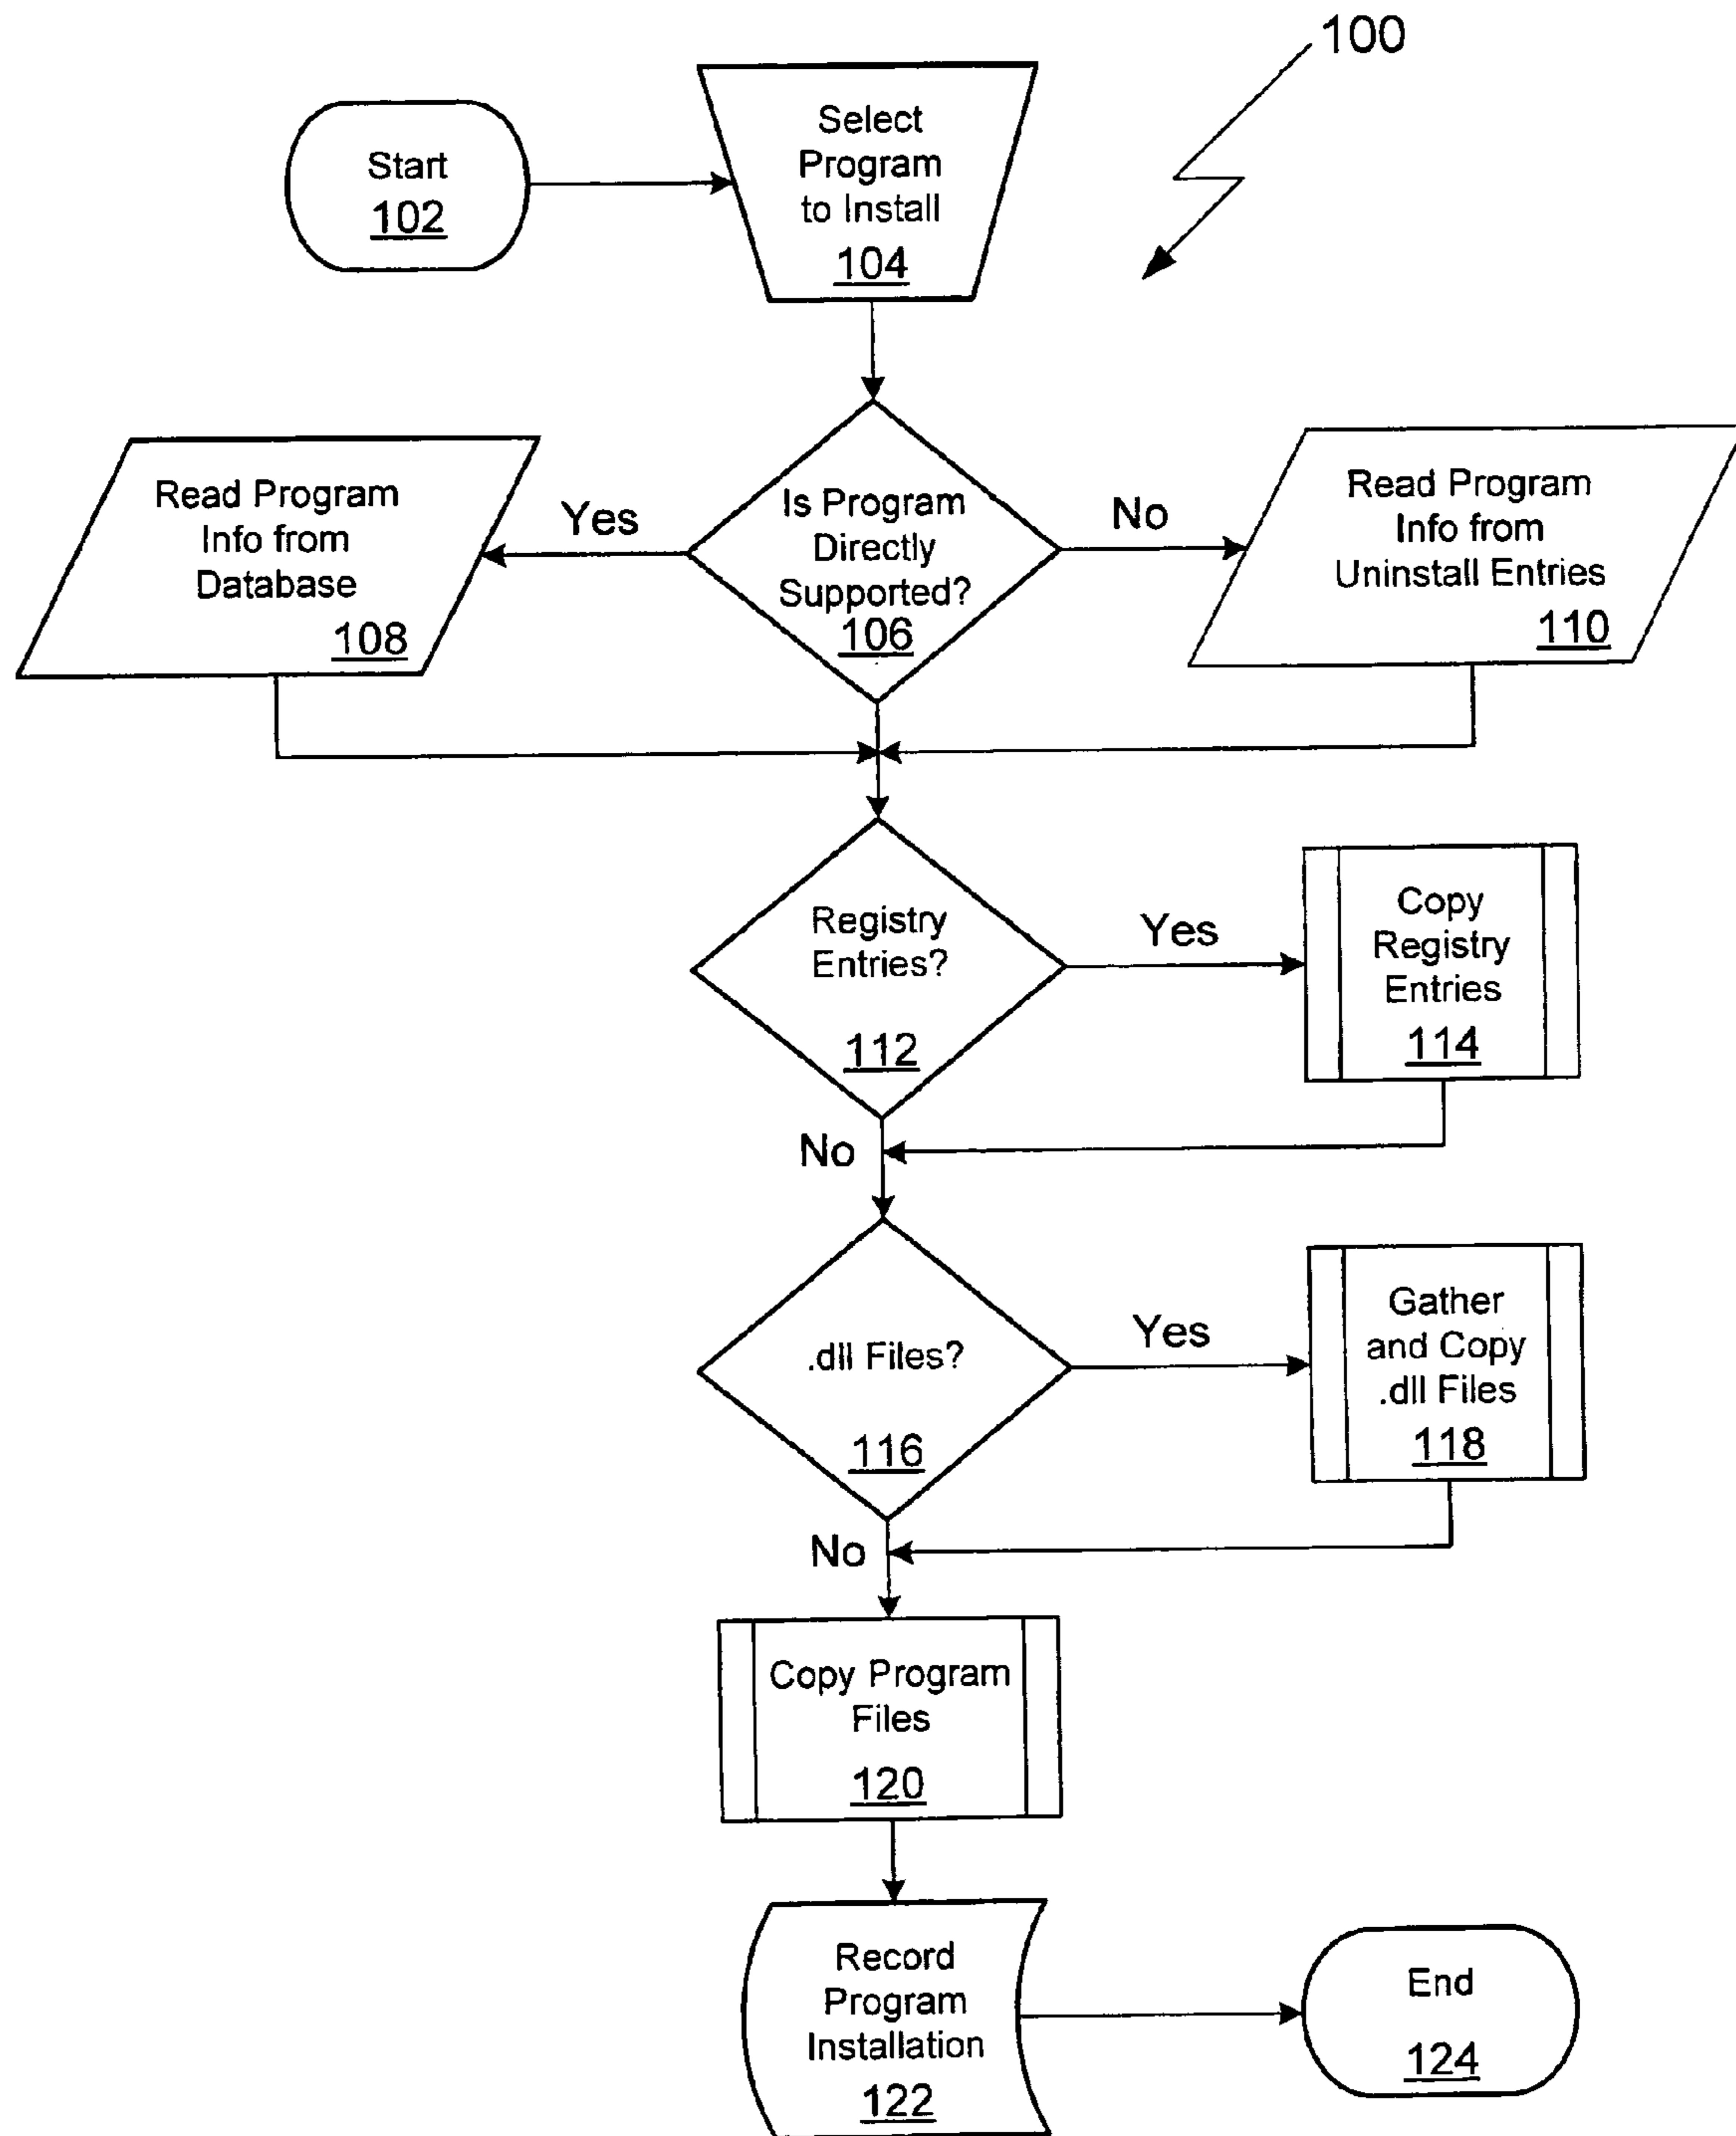 100
Start
102
Select
Program
to Install
104
Read Program
Info from
Database
108
Yes
Is Program
Directly
Supported?
106
No
Read Program
Info from
Uninstall Entries
110
Registry
Entries?
112
Yes
Copy
Registry
Entries
114
No
.dll Files?
116
Yes
Gather
and Copy
.dll Files
118
No
Copy Program
Files
120
Record
Program
Installation
122
End
124